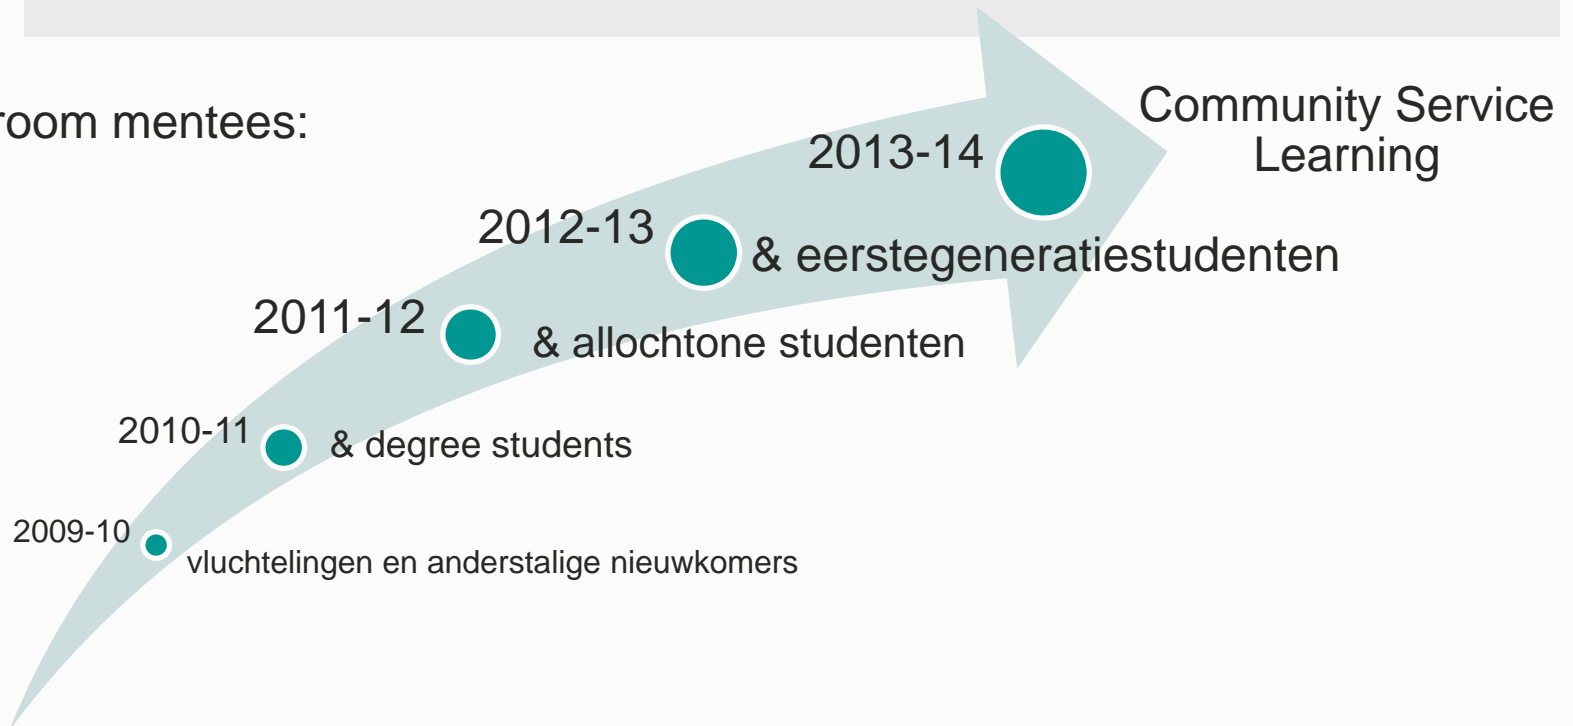 mentees:
Community Service
Learning
2013-14
2012-13
& eerstegeneratiestudenten
2011-12
& allochtone studenten
2010-11
& degree students
2009-10
vluchtelingen en anderstalige nieuwkomers